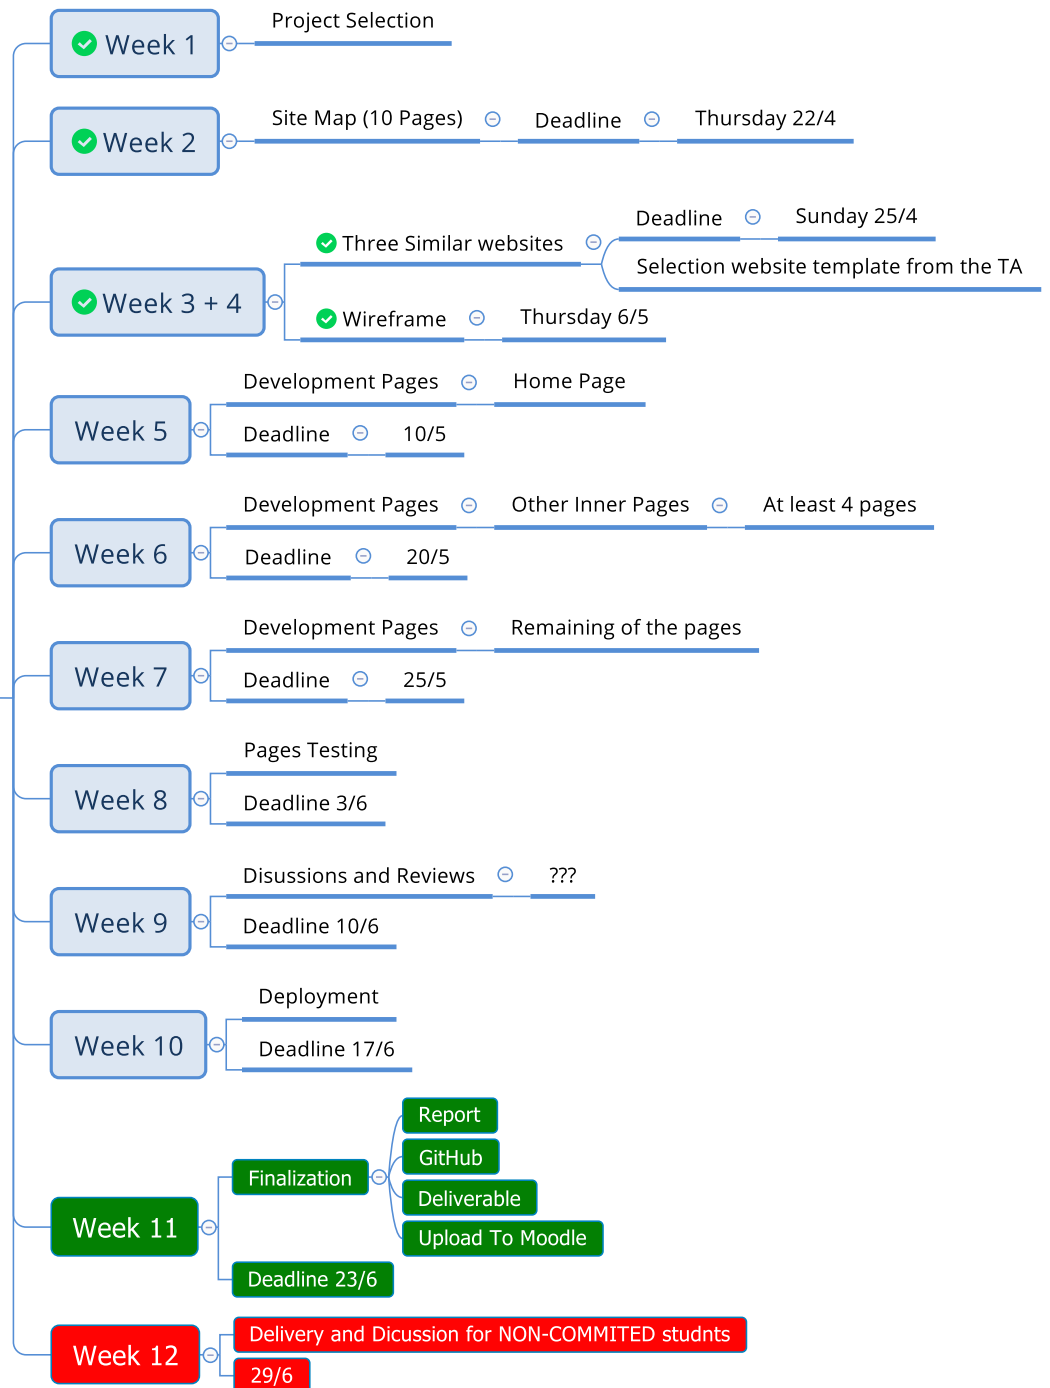 Week 1
Project Selection
Week 2
Site Map (10 Pages)
Deadline
Thursday 22/4
Week 3 + 4
Three Similar websites
Deadline
Sunday 25/4
Selection website template from the TA
Wireframe
Thursday 6/5
Week 5
Development Pages
Home Page
Deadline
10/5
Week 6
Development Pages
Other Inner Pages
At least 4 pages
Deadline
20/5
Week 7
Development Pages
Remaining of the pages
Deadline
25/5
Week 8
Pages Testing
Deadline 3/6
Week 9
Disussions and Reviews
???
Deadline 10/6
Week 10
Deployment
Deadline 17/6
Week 11
Finalization
Report
GitHub
Deliverable
Upload To Moodle
Deadline 23/6
Week 12
Delivery and Dicussion for NON-COMMITED studnts
29/6